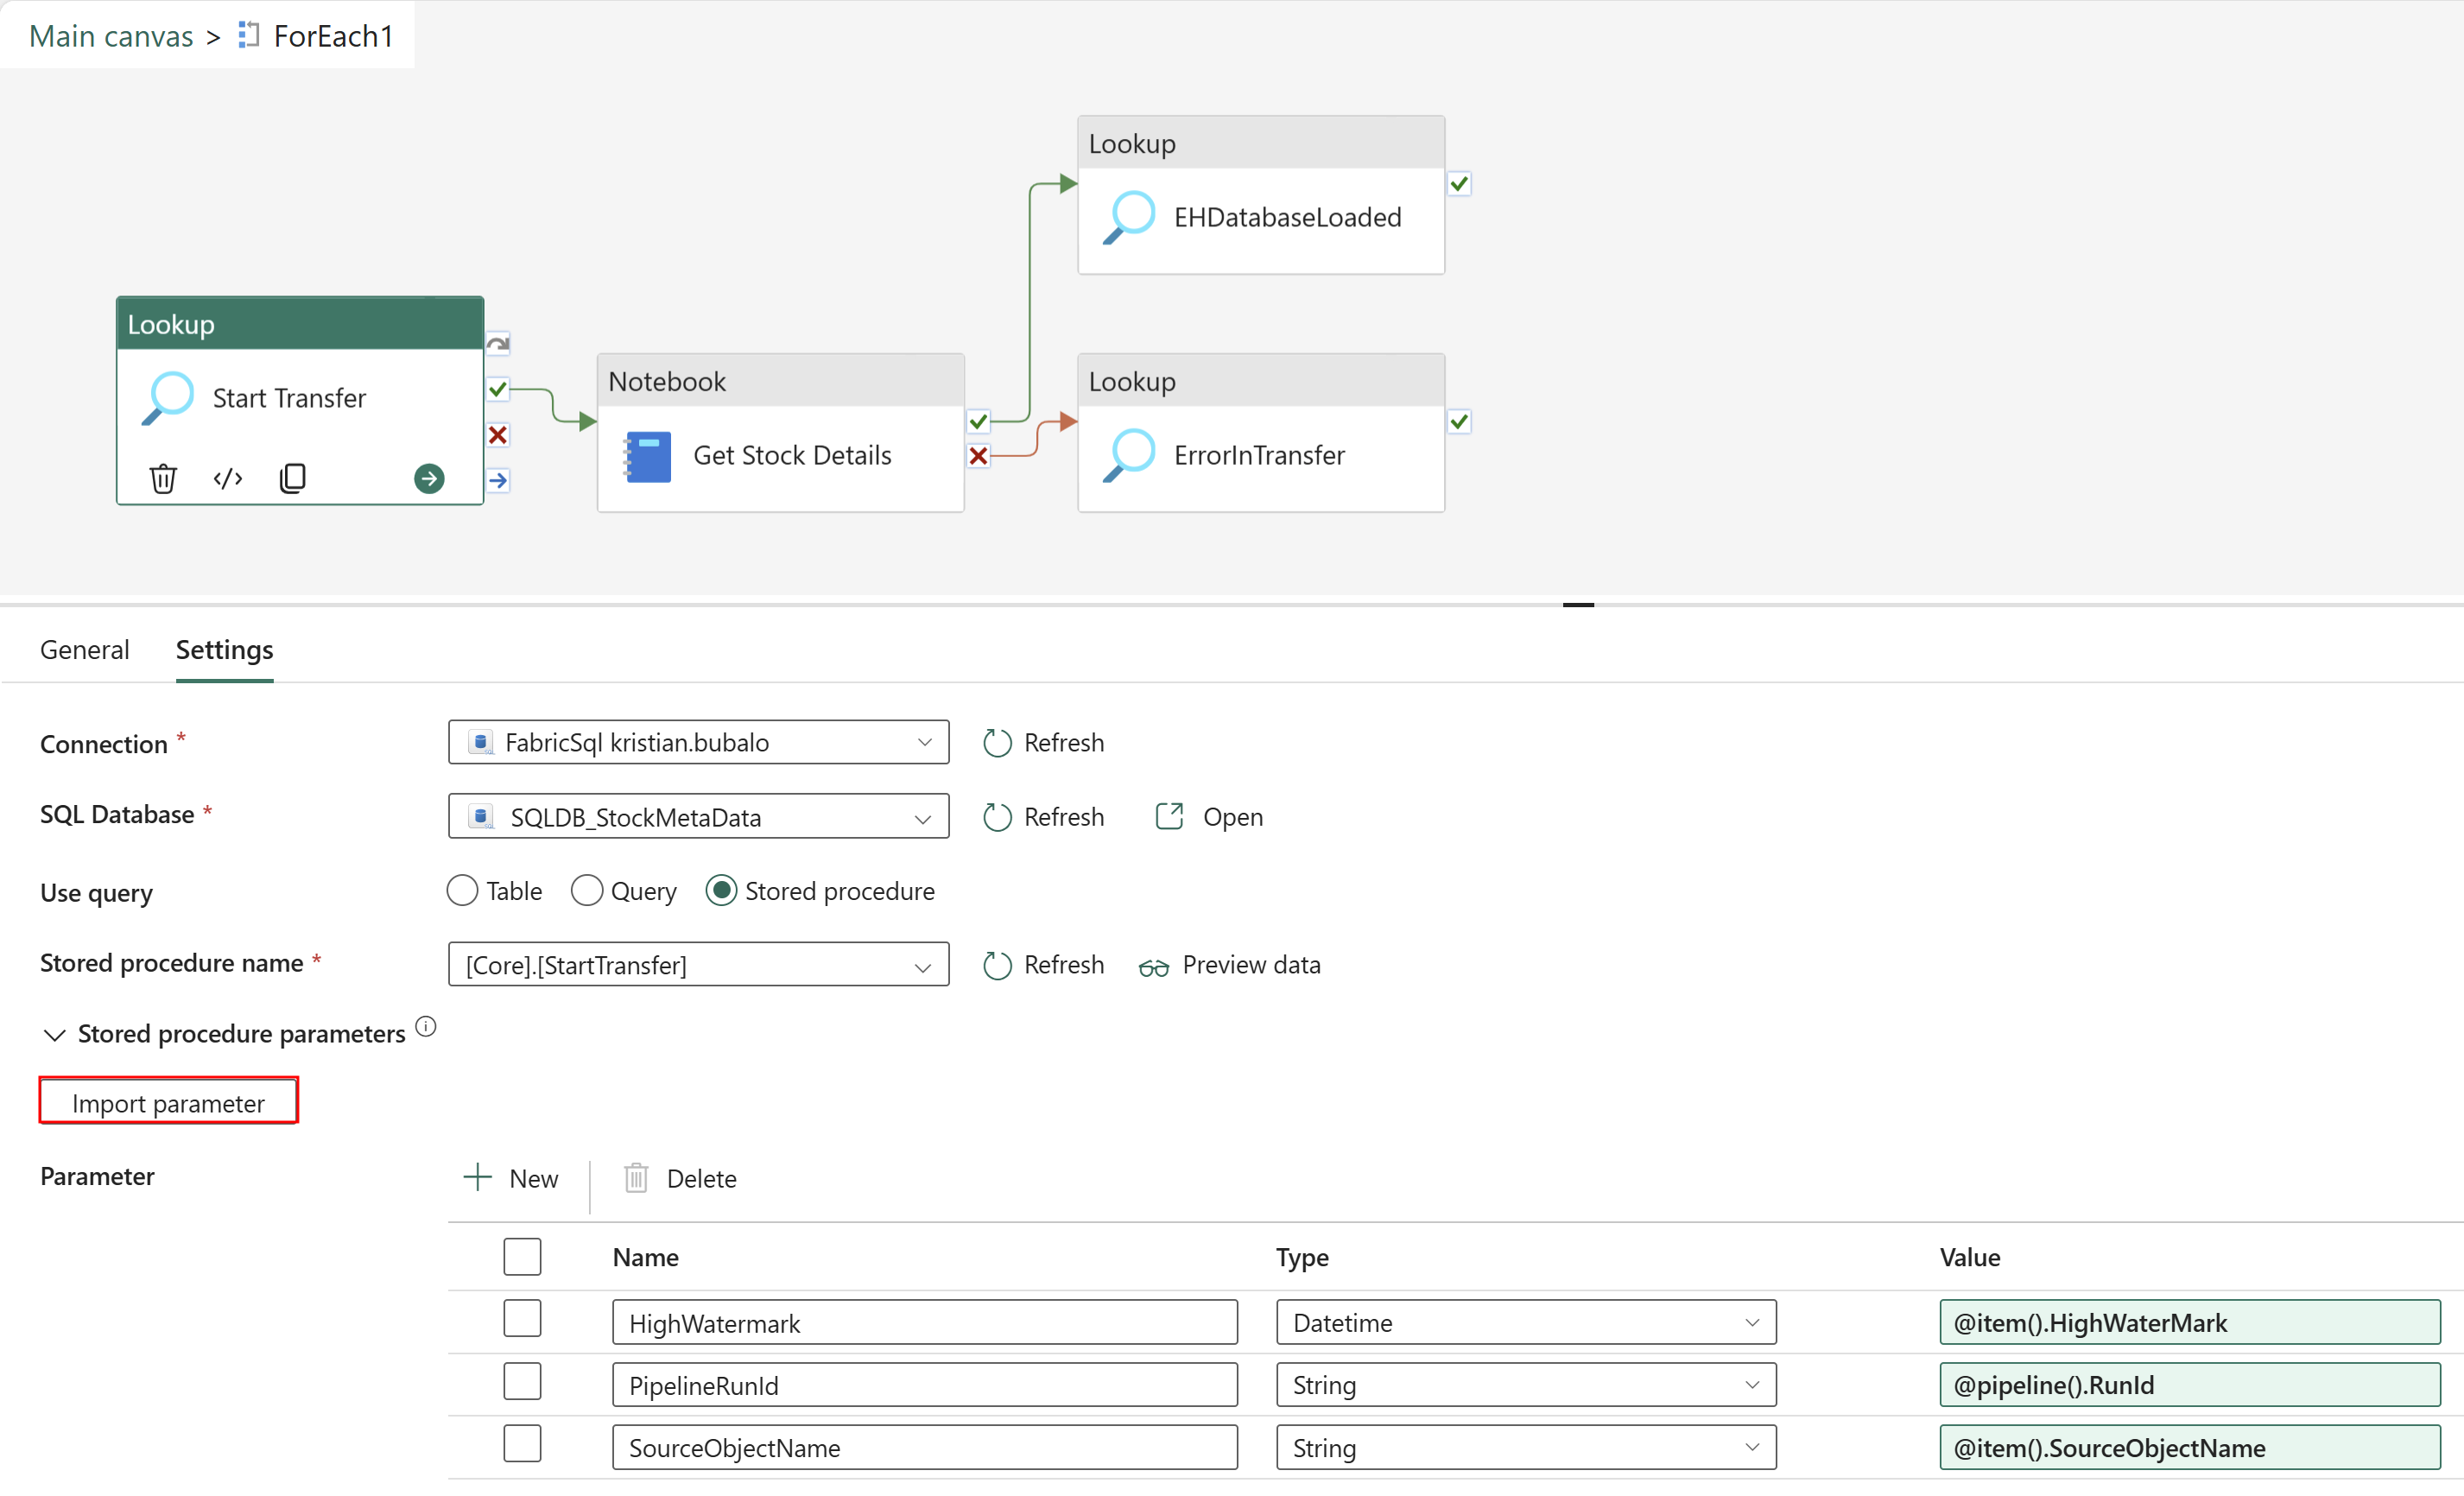 Main canvas > ForEach1
Lookup
EHDatabaseLoaded
Lookup
Start Transfer
Notebook
Get Stock Details
Lookup
ErrorInTransfer
General Settings
Connection * FabricSql kristian.bubalo Refresh
SQL Database * SQLDB_StockMetaData Refresh Open
Use query Table Query Stored procedure
Stored procedure name * [Core].[StartTransfer] Refresh Preview data
Stored procedure parameters
Import parameter
Parameter New Delete
Name Type Value
HighWatermark Datetime @item().HighWaterMark
PipelineRunId String @pipeline().RunId
SourceObjectName String @item().SourceObjectName